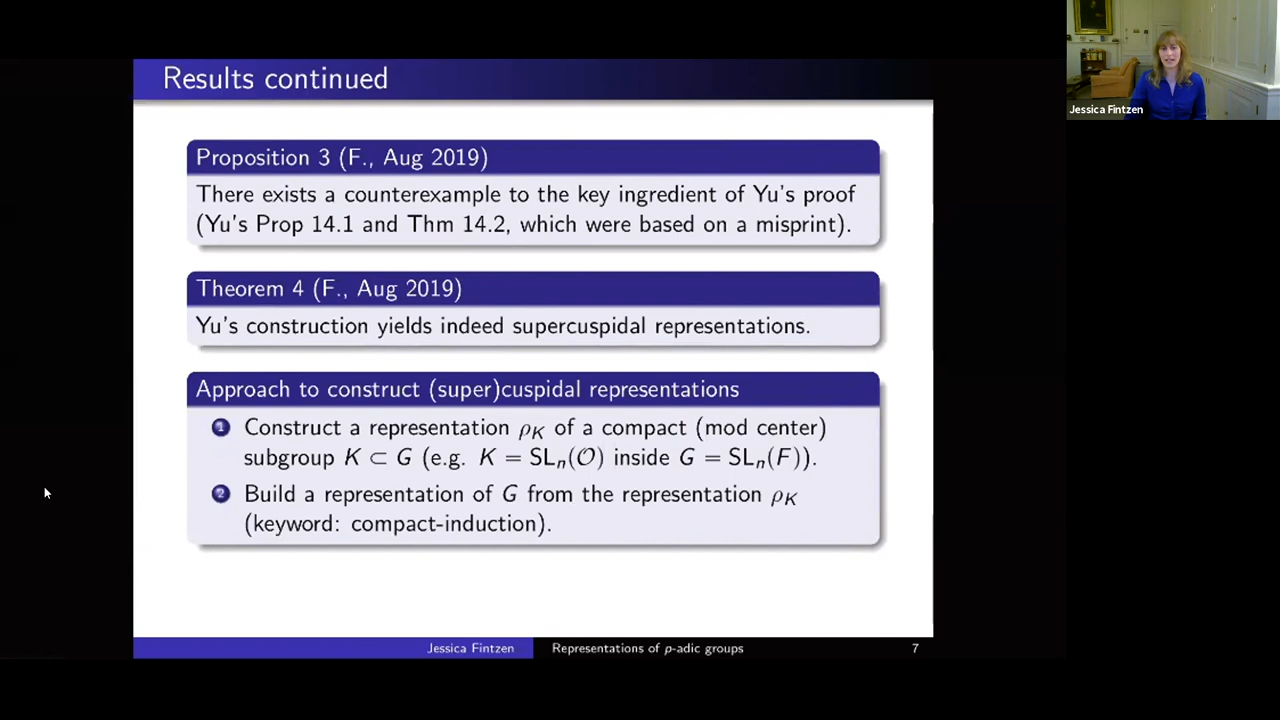 Results continued
Jessica Fintzen
Proposition 3 (F., Aug 2019)
There exists a counterexample to the key ingredient of Yu's proof
(Yu's Prop 14.1 and Thm 14.2, which were based on a misprint).
Theorem 4 (F., Aug 2019)
Yu's construction yields indeed supercuspidal representations.
Approach to construct (super)cuspidal representations
1 Construct a representation ρ_K of a compact (mod center)
subgroup K ⊂ G (e.g. K = SL_n(𝒪) inside G = SL_n(F)).
2 Build a representation of G from the representation ρ_K
(keyword: compact-induction).
Jessica Fintzen Representations of p-adic groups 7